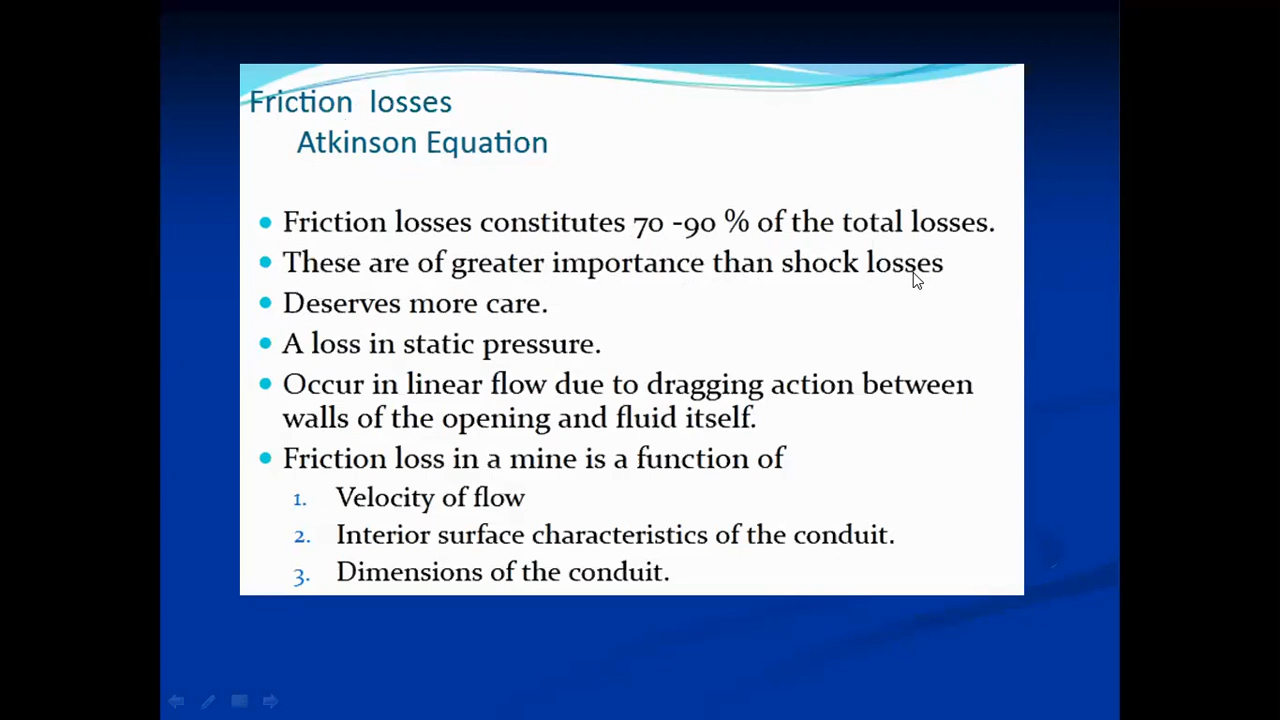 Friction losses
Atkinson Equation
• Friction losses constitutes 70 -90 % of the total losses.
• These are of greater importance than shock losses
• Deserves more care.
• A loss in static pressure.
• Occur in linear flow due to dragging action between
walls of the opening and fluid itself.
• Friction loss in a mine is a function of
1. Velocity of flow
2. Interior surface characteristics of the conduit.
3. Dimensions of the conduit.